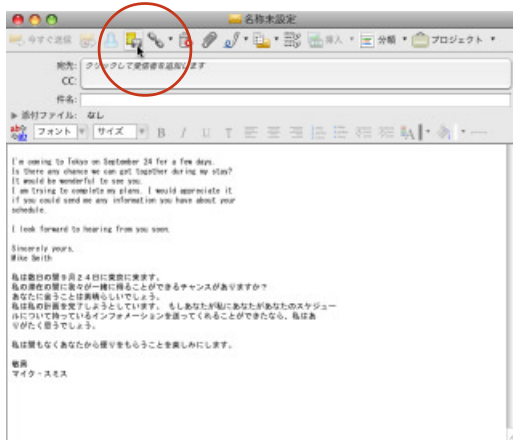 名称未設定
今すぐ送信
挿入
分類
プロジェクト
宛先: クリックして受信者を追加します
CC:
件名:
添付ファイル: なし
フォント サイズ B I U T
I'm coming to Tokyo on September 24 for a few days.
Is there any chance we can get together during my stay?
It would be wonderful to see you.
I am trying to complete my plans. I would appreciate it
if you could send me any information you have about your
schedule.
I look forward to hearing from you soon.
Sincerely yours,
Mike Smith
私は数日の間9月24日に東京に来ます。
私の滞在の間に我々が一緒に得ることができるチャンスがありますか?
あなたに会うことは素晴らしいでしょう。
私は私の計画を完了しようとしています。 もしあなたが私にあなたがあなたのスケジュー
ルについて持っているインフォメーションを送ってくれることができたなら、私はあ
りがたく思うでしょう。
私は間もなくあなたから便りをもらうことを楽しみにします。
敬具
マイク・スミス